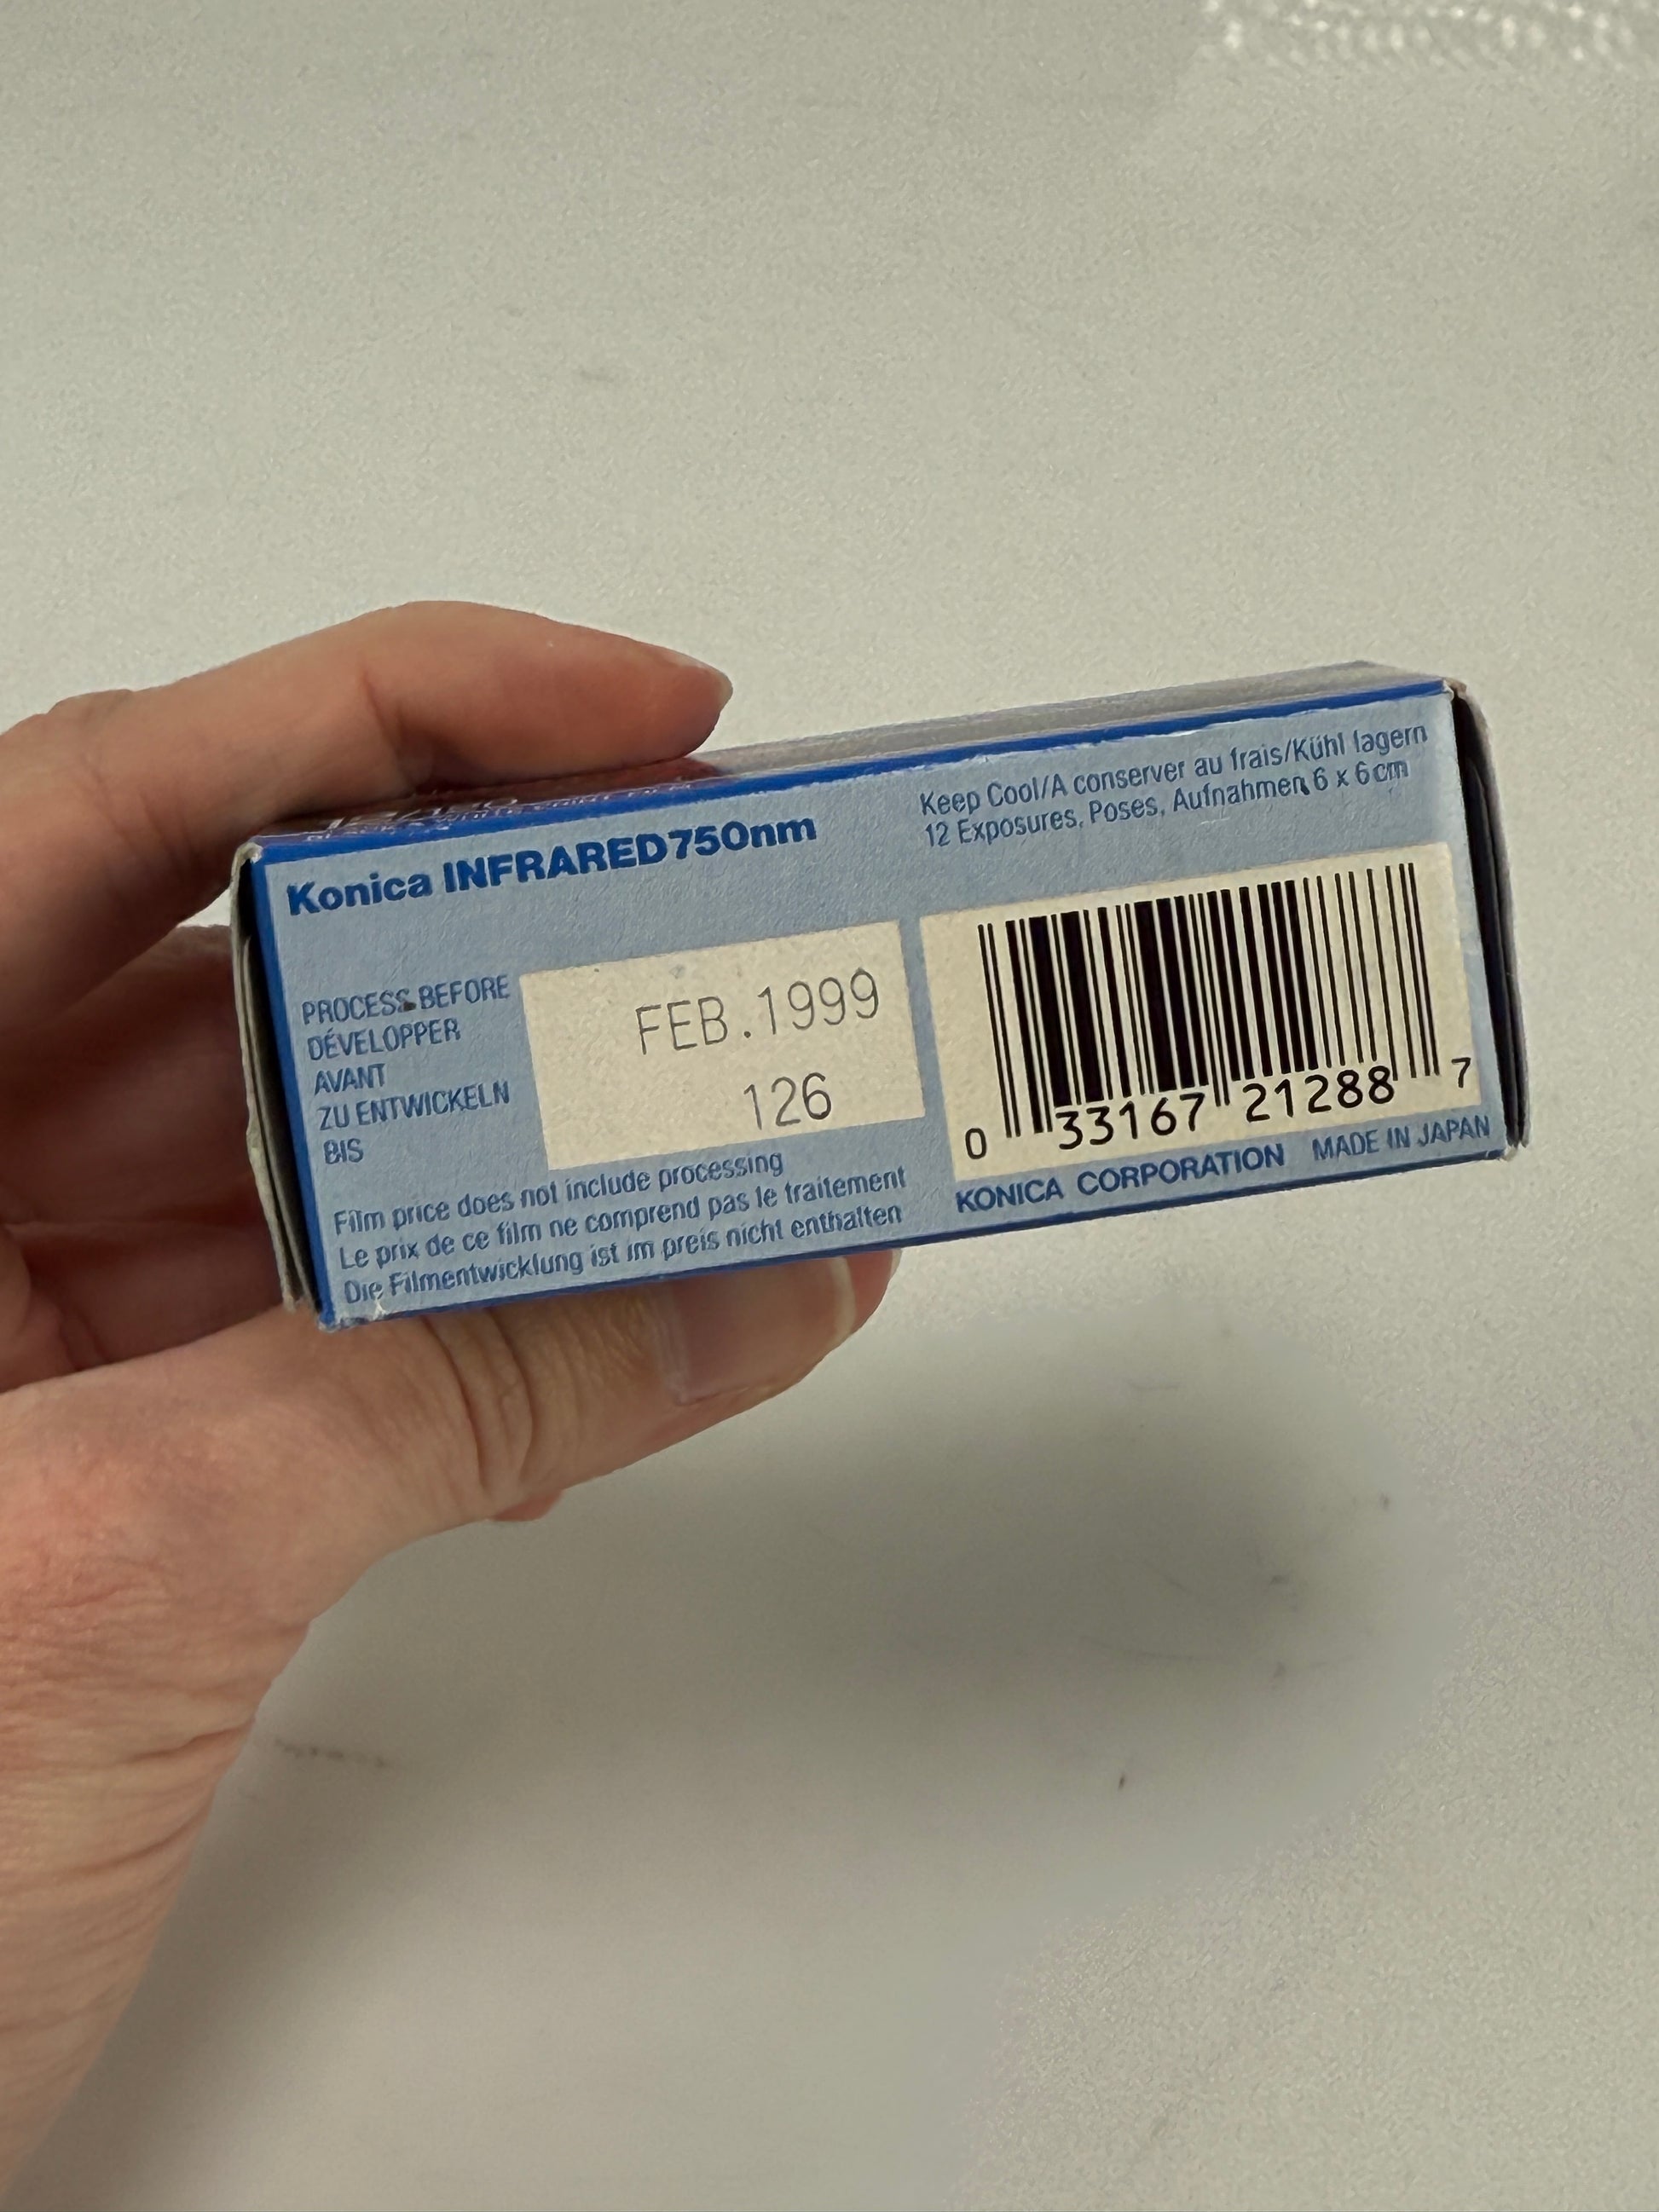 Konica INFRARED750nm
Keep Cool/A conserver au frais/Kühl lagern
12 Exposures, Poses, Aufnahmen 6 x 6cm
PROCESS BEFORE
DÉVELOPPER
AVANT
ZU ENTWICKELN
BIS
FEB.1999
126
Film price does not include processing
Le prix de ce film ne comprend pas le traitement
Die Filmentwicklung ist im preis nicht enthalten
0 33167 21288 7
KONICA CORPORATION MADE IN JAPAN